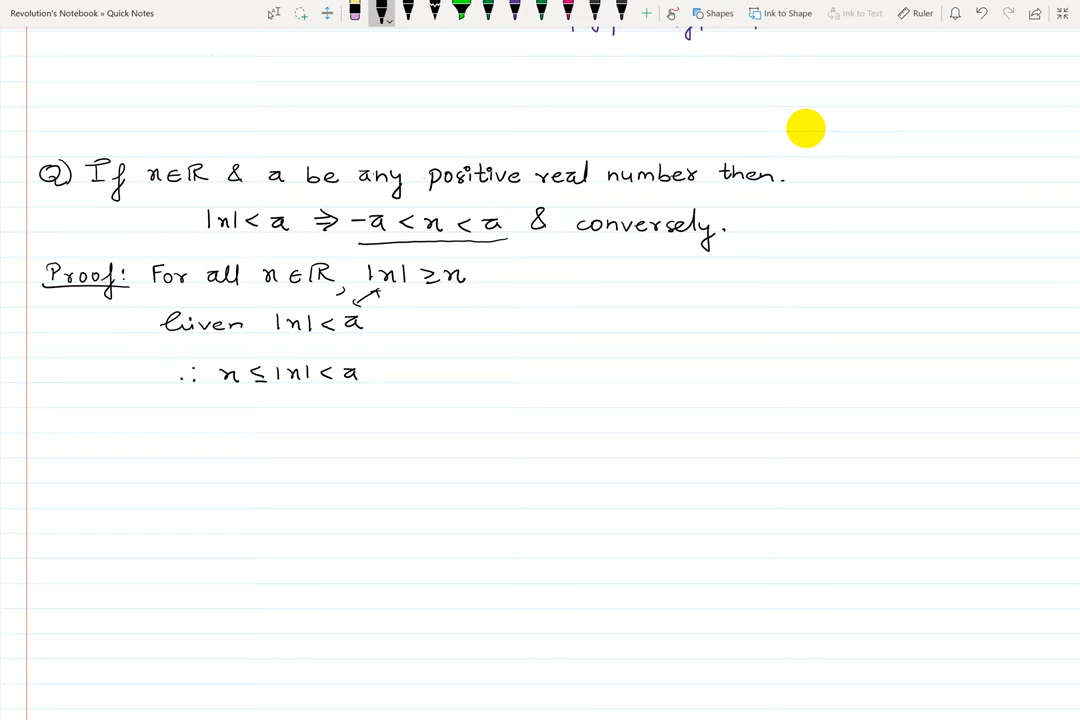 Revolution's Notebook » Quick Notes
Shapes
Ink to Shape
Ink to Text
Ruler
Q) If x∈ℝ & a be any positive real number then.
|x| < a ⇒ -a < x < a & conversely.
Proof: For all x∈ℝ, |x| ≥ x
Given |x| < a
∴ x ≤ |x| < a